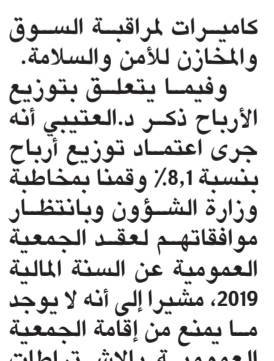 كاميرات لمراقبة السوق
والمخازن للأمن والسلامة.
وفيما يتعلق بتوزيع
الأرباح ذكر د.العتيبي أنه
جرى اعتماد توزيع أرباح
بنسبة 8,1٪ وقمنا بمخاطبة
وزارة الشؤون وبانتظار
موافقاتهم لعقد الجمعية
العمومية عن السنة المالية
2019، مشيرا إلى أنه لا يوجد
ما يمنع من إقامة الجمعية
العمومية بالاشتراطات